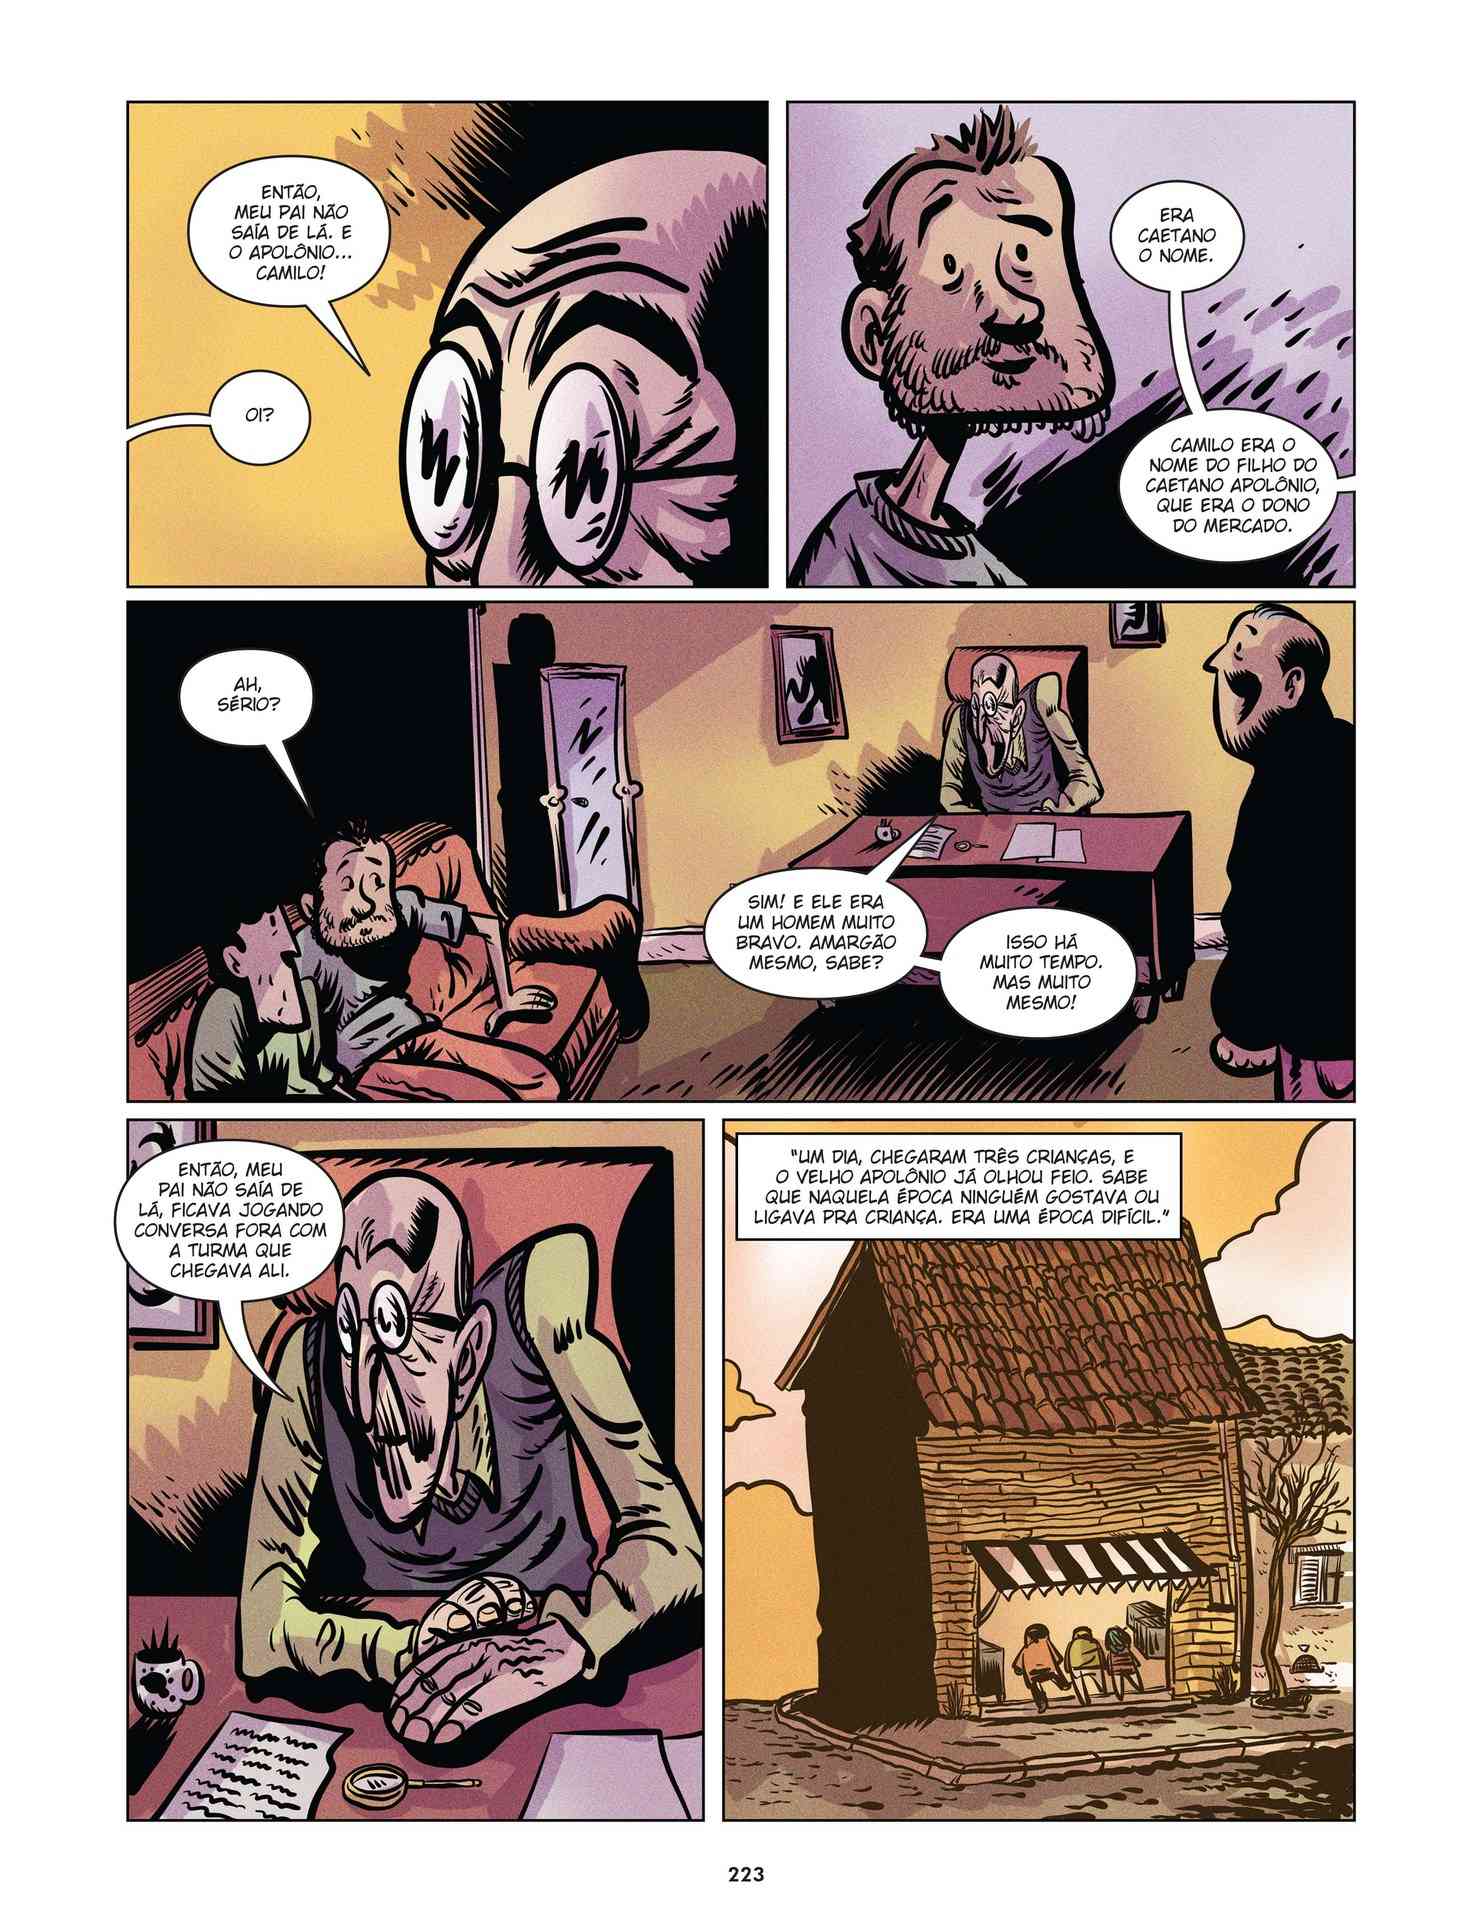 ENTÃO,
MEU PAI NÃO
SAÍA DE LÁ. E
O APOLÔNIO...
CAMILO!
OI?
ERA
CAETANO
O NOME.
CAMILO ERA O
NOME DO FILHO DO
CAETANO APOLÔNIO,
QUE ERA O DONO
DO MERCADO.
AH,
SÉRIO?
SIM! E ELE ERA
UM HOMEM MUITO
BRAVO. AMARGÃO
MESMO, SABE?
ISSO HÁ
MUITO TEMPO.
MAS MUITO
MESMO!
ENTÃO, MEU
PAI NÃO SAÍA DE
LÁ, FICAVA JOGANDO
CONVERSA FORA COM
A TURMA QUE
CHEGAVA ALI.
"UM DIA, CHEGARAM TRÊS CRIANÇAS, E
O VELHO APOLÔNIO JÁ OLHOU FEIO. SABE
QUE NAQUELA ÉPOCA NINGUÉM GOSTAVA OU
LIGAVA PRA CRIANÇA. ERA UMA ÉPOCA DIFÍCIL."
223